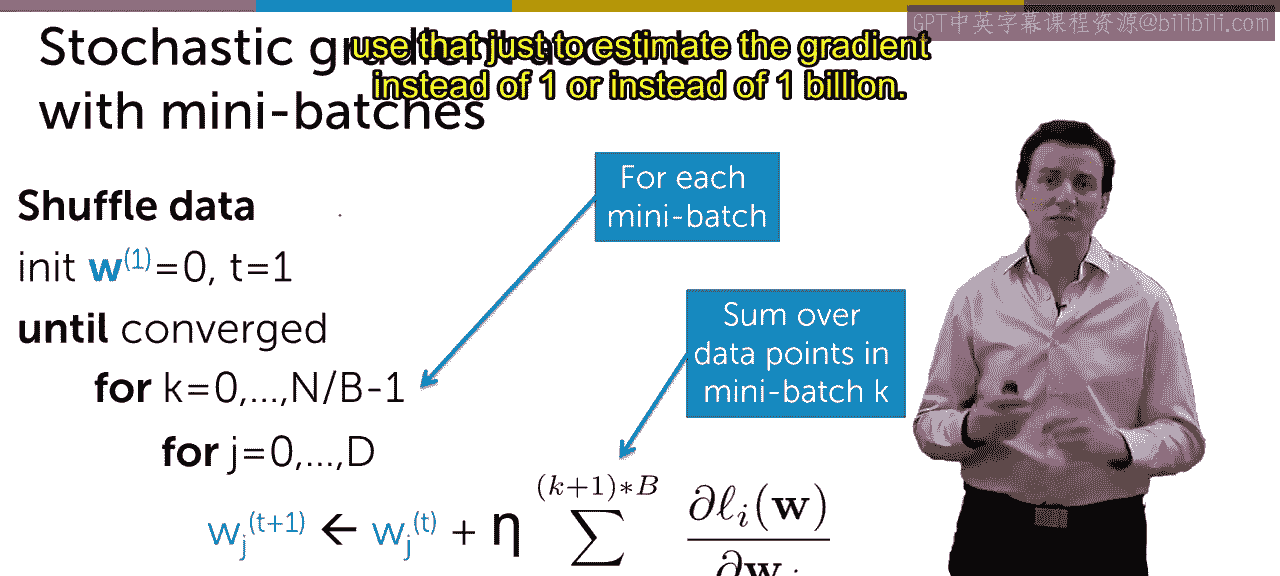 GPT中英字幕课程资源@bilibili.com
Stochastic gradient ascent
with mini-batches
use that just to estimate the gradient
instead of 1 or instead of 1 billion.
For each
mini-batch
Shuffle data
init w(1)=0, t=1
until converged
for k=0,...,N/B-1
Sum over
data points in
mini-batch k
for j=0,...,D
wj(t+1) ← wj(t) + η ∑ (k+1)∗B ∂ℓi(w)